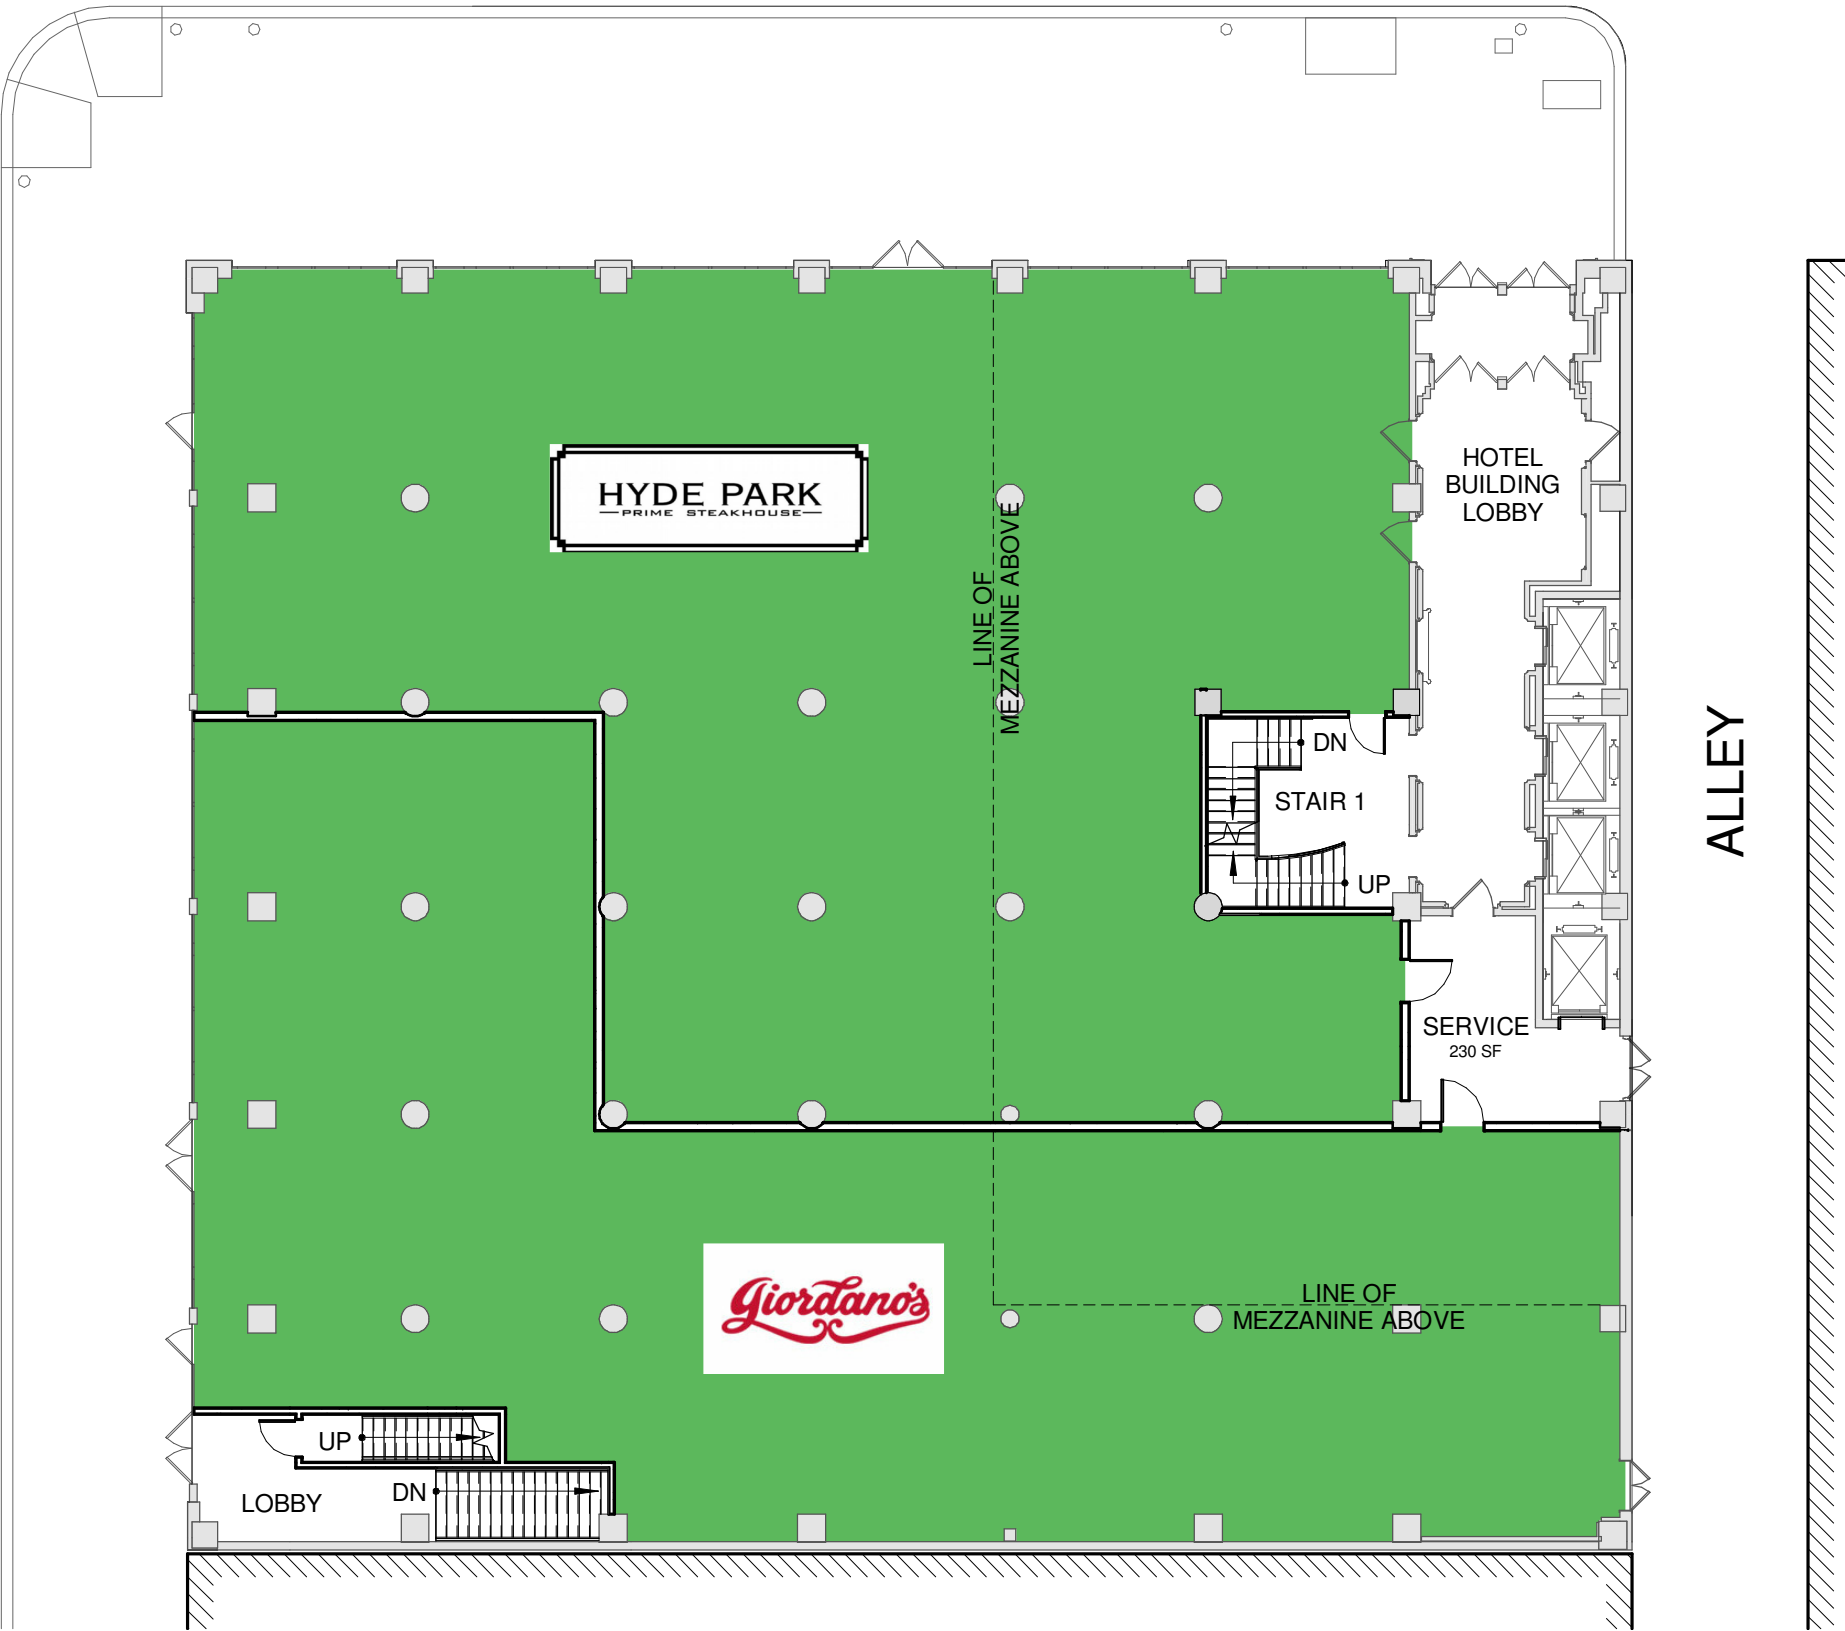 HOTEL
BUILDING
LOBBY
HYDE PARK
PRIME STEAKHOUSE
LINE OF
MEZZANINE ABOVE
DN
STAIR 1
UP
ALLEY
SERVICE
230 SF
Giordano's
LINE OF
MEZZANINE ABOVE
UP
DN
LOBBY